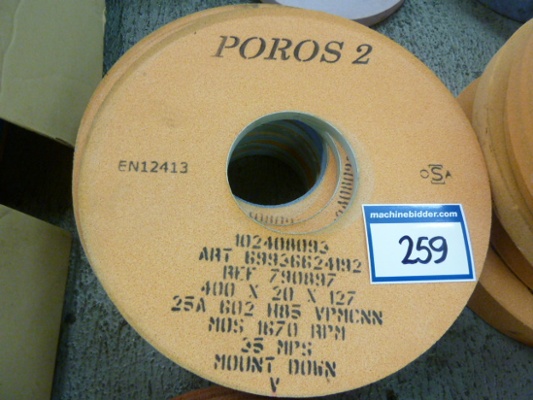 POROS 2
EN12413
OSA
machinebidder.com
259
102408093
ART 69936624192
REF 790897
400 X 20 X 127
25A 602 H85 VPMCNN
MOS 1670 RPM
35 MPS
MOUNT DOWN
V